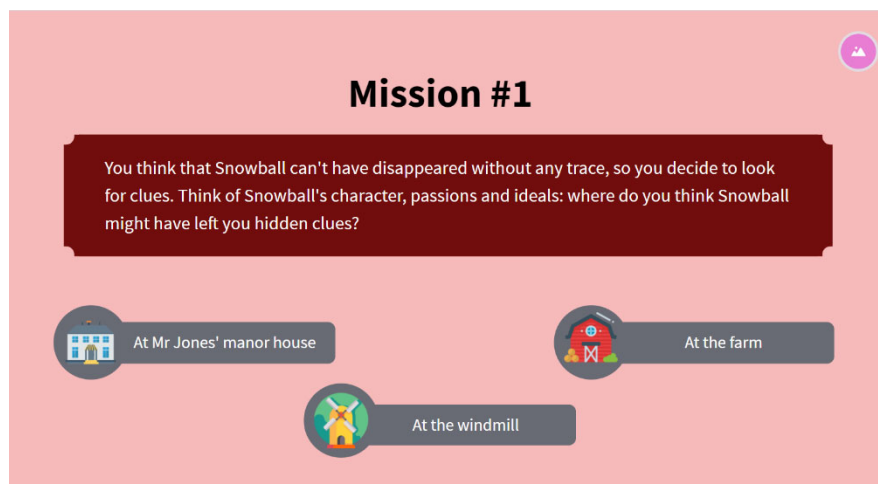 Mission #1
You think that Snowball can't have disappeared without any trace, so you decide to look
for clues. Think of Snowball's character, passions and ideals: where do you think Snowball
might have left you hidden clues?
At Mr Jones' manor house
At the farm
At the windmill